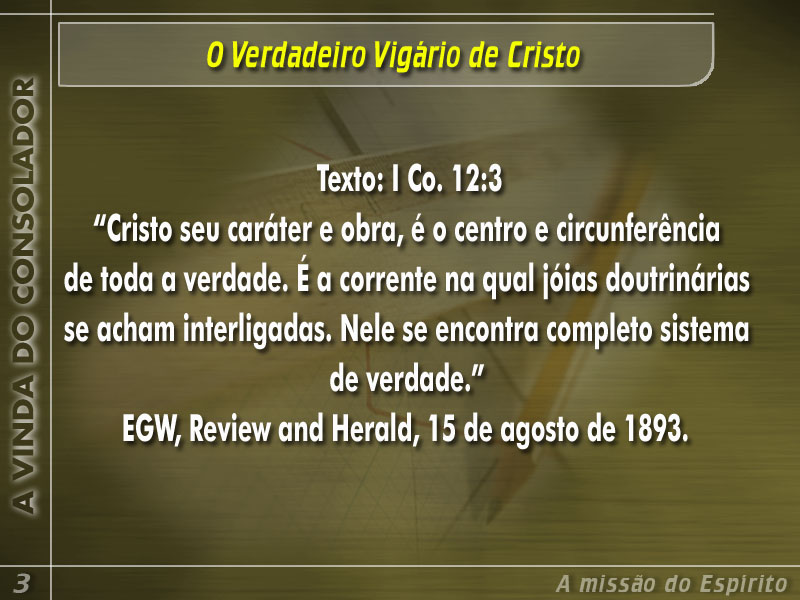 O Verdadeiro Vigário de Cristo
A VINDA DO CONSOLADOR
Texto: I Co. 12:3
“Cristo seu caráter e obra, é o centro e circunferência
de toda a verdade. É a corrente na qual jóias doutrinárias
se acham interligadas. Nele se encontra completo sistema
de verdade.”
EGW, Review and Herald, 15 de agosto de 1893.
3
A missão do Espírito